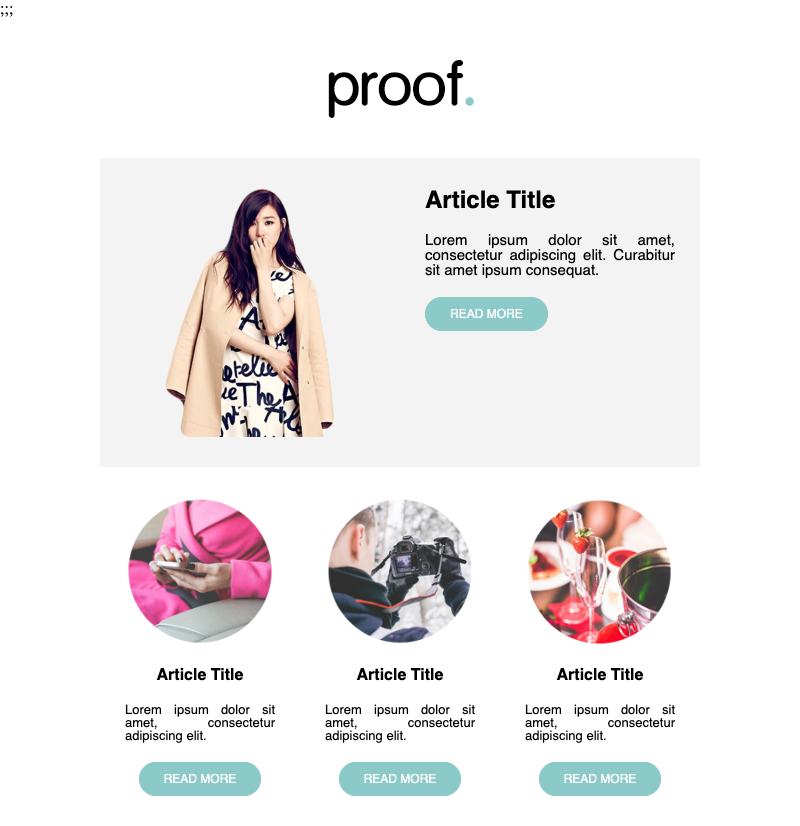 ;;;
proof.
Article Title
Lorem ipsum dolor sit amet,
consectetur adipiscing elit. Curabitur
sit amet ipsum consequat.
READ MORE
Article Title
Lorem ipsum dolor sit
amet, consectetur
adipiscing elit.
READ MORE
Article Title
Lorem ipsum dolor sit
amet, consectetur
adipiscing elit.
READ MORE
Article Title
Lorem ipsum dolor sit
amet, consectetur
adipiscing elit.
READ MORE